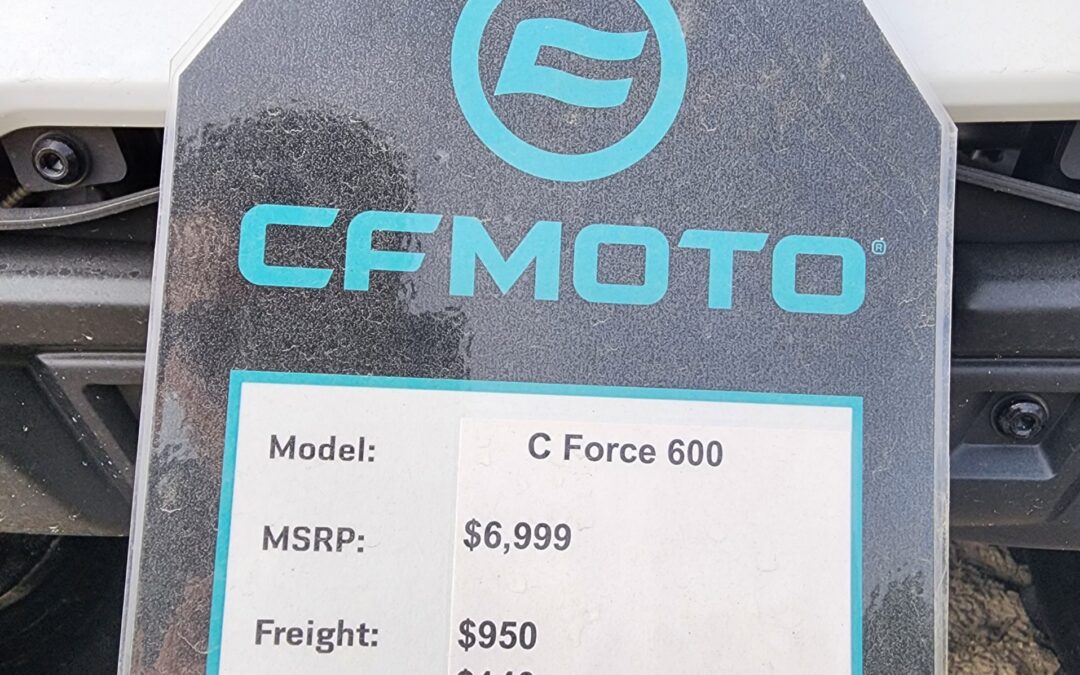 CFMOTO®
Model: C Force 600
MSRP: $6,999
Freight: $950